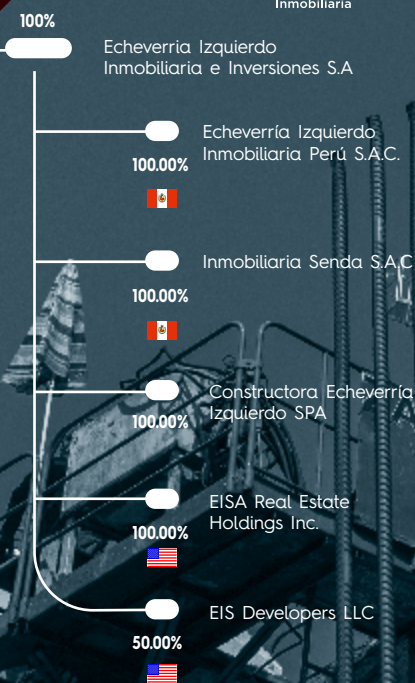 Inmobiliaria
100%
Echeverria Izquierdo
Inmobiliaria e Inversiones S.A
Echeverría Izquierdo
Inmobiliaria Perú S.A.C.
100.00%
Inmobiliaria Senda S.A.C
100.00%
Constructora Echeverría
Izquierdo SPA
100.00%
EISA Real Estate
Holdings Inc.
100.00%
EIS Developers LLC
50.00%